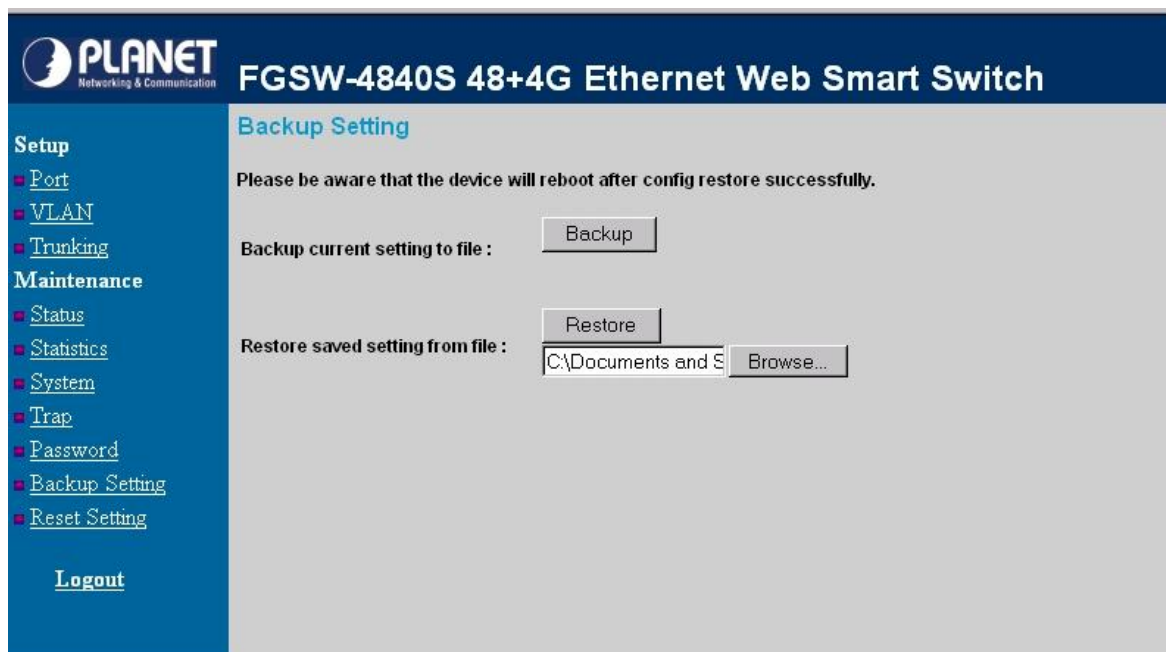 PLANET
Networking & Communication
FGSW-4840S 48+4G Ethernet Web Smart Switch
Setup
Port
VLAN
Trunking
Maintenance
Status
Statistics
System
Trap
Password
Backup Setting
Reset Setting
Logout
Backup Setting
Please be aware that the device will reboot after config restore successfully.
Backup current setting to file :
Backup
Restore saved setting from file :
Restore
C:\Documents and S
Browse...